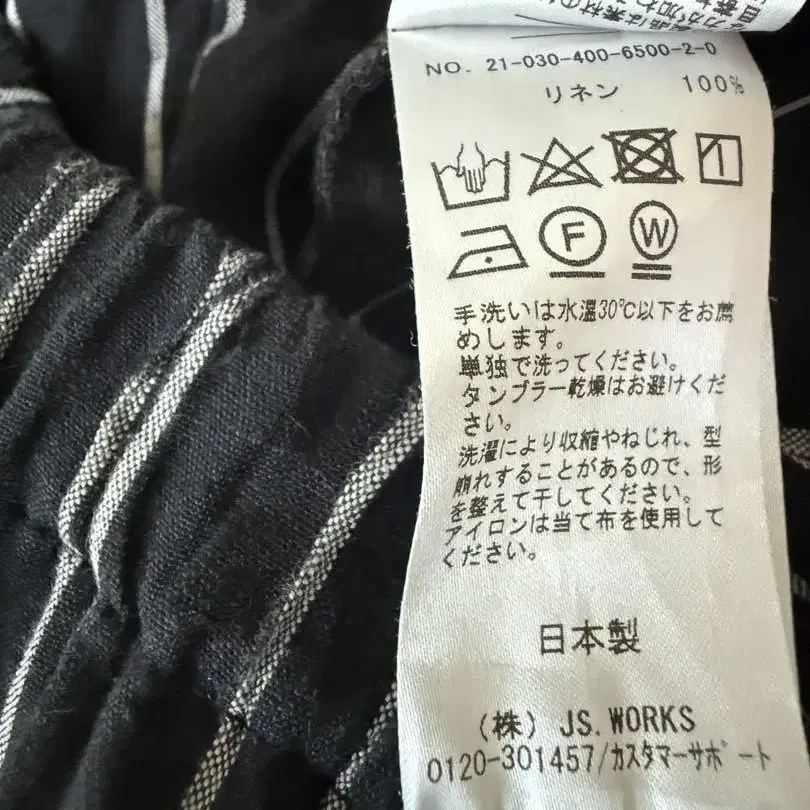 NO. 21-030-400-6500-2-0
リネン 100%
F W
手洗いは水温30℃以下をお薦
めします。
単独で洗ってください。
タンブラー乾燥はお避けくだ
さい。
洗濯により収縮やねじれ、型
崩れすることがあるので、形
を整えて干してください。
アイロンは当て布を使用して
ください。
日本製
(株) JS.WORKS
0120-301457/カスタマーサポート